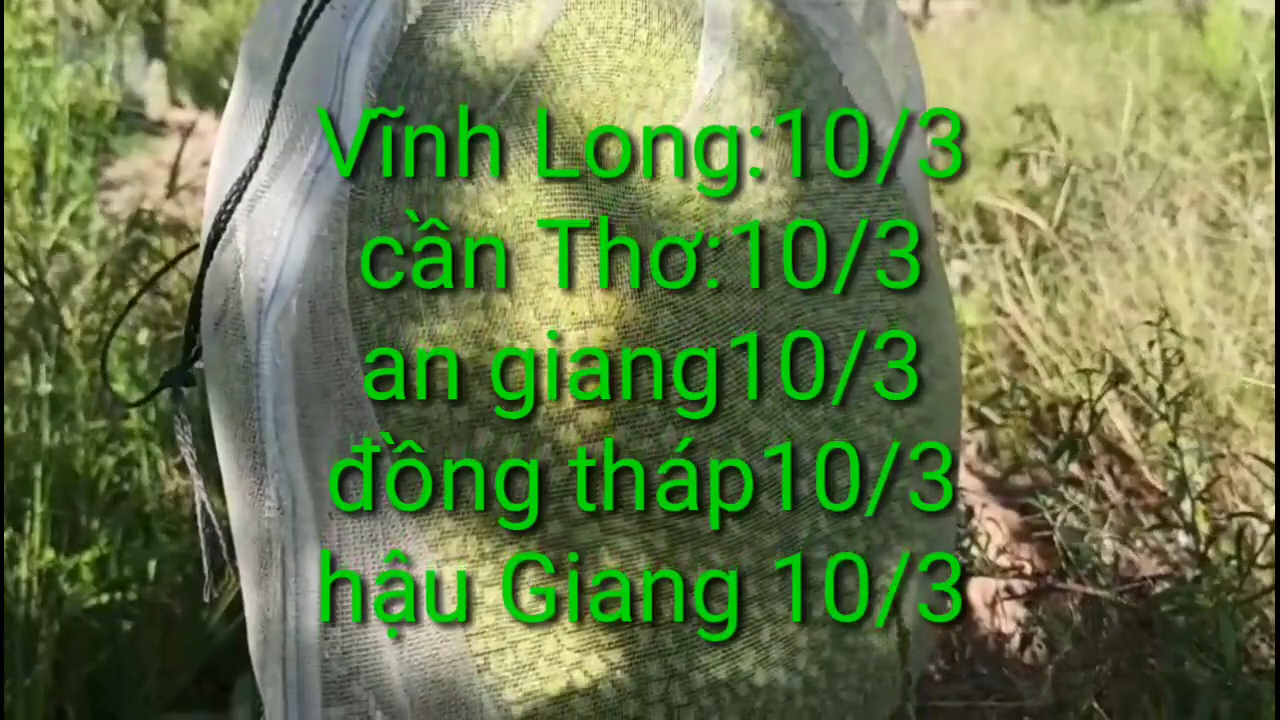 Vĩnh Long:10/3
cần Thơ:10/3
an giang10/3
đồng tháp10/3
hậu Giang 10/3